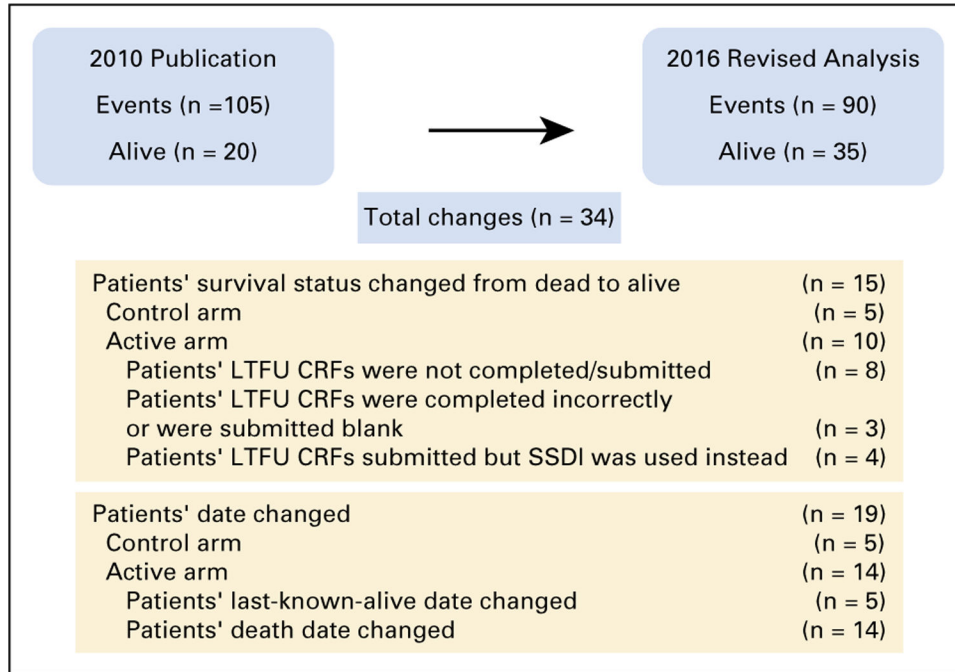 2010 Publication
Events (n =105)
Alive (n = 20)
2016 Revised Analysis
Events (n = 90)
Alive (n = 35)
Total changes (n = 34)
Patients' survival status changed from dead to alive (n = 15)
Control arm (n = 5)
Active arm (n = 10)
Patients' LTFU CRFs were not completed/submitted (n = 8)
Patients' LTFU CRFs were completed incorrectly
or were submitted blank (n = 3)
Patients' LTFU CRFs submitted but SSDI was used instead (n = 4)
Patients' date changed (n = 19)
Control arm (n = 5)
Active arm (n = 14)
Patients' last-known-alive date changed (n = 5)
Patients' death date changed (n = 14)